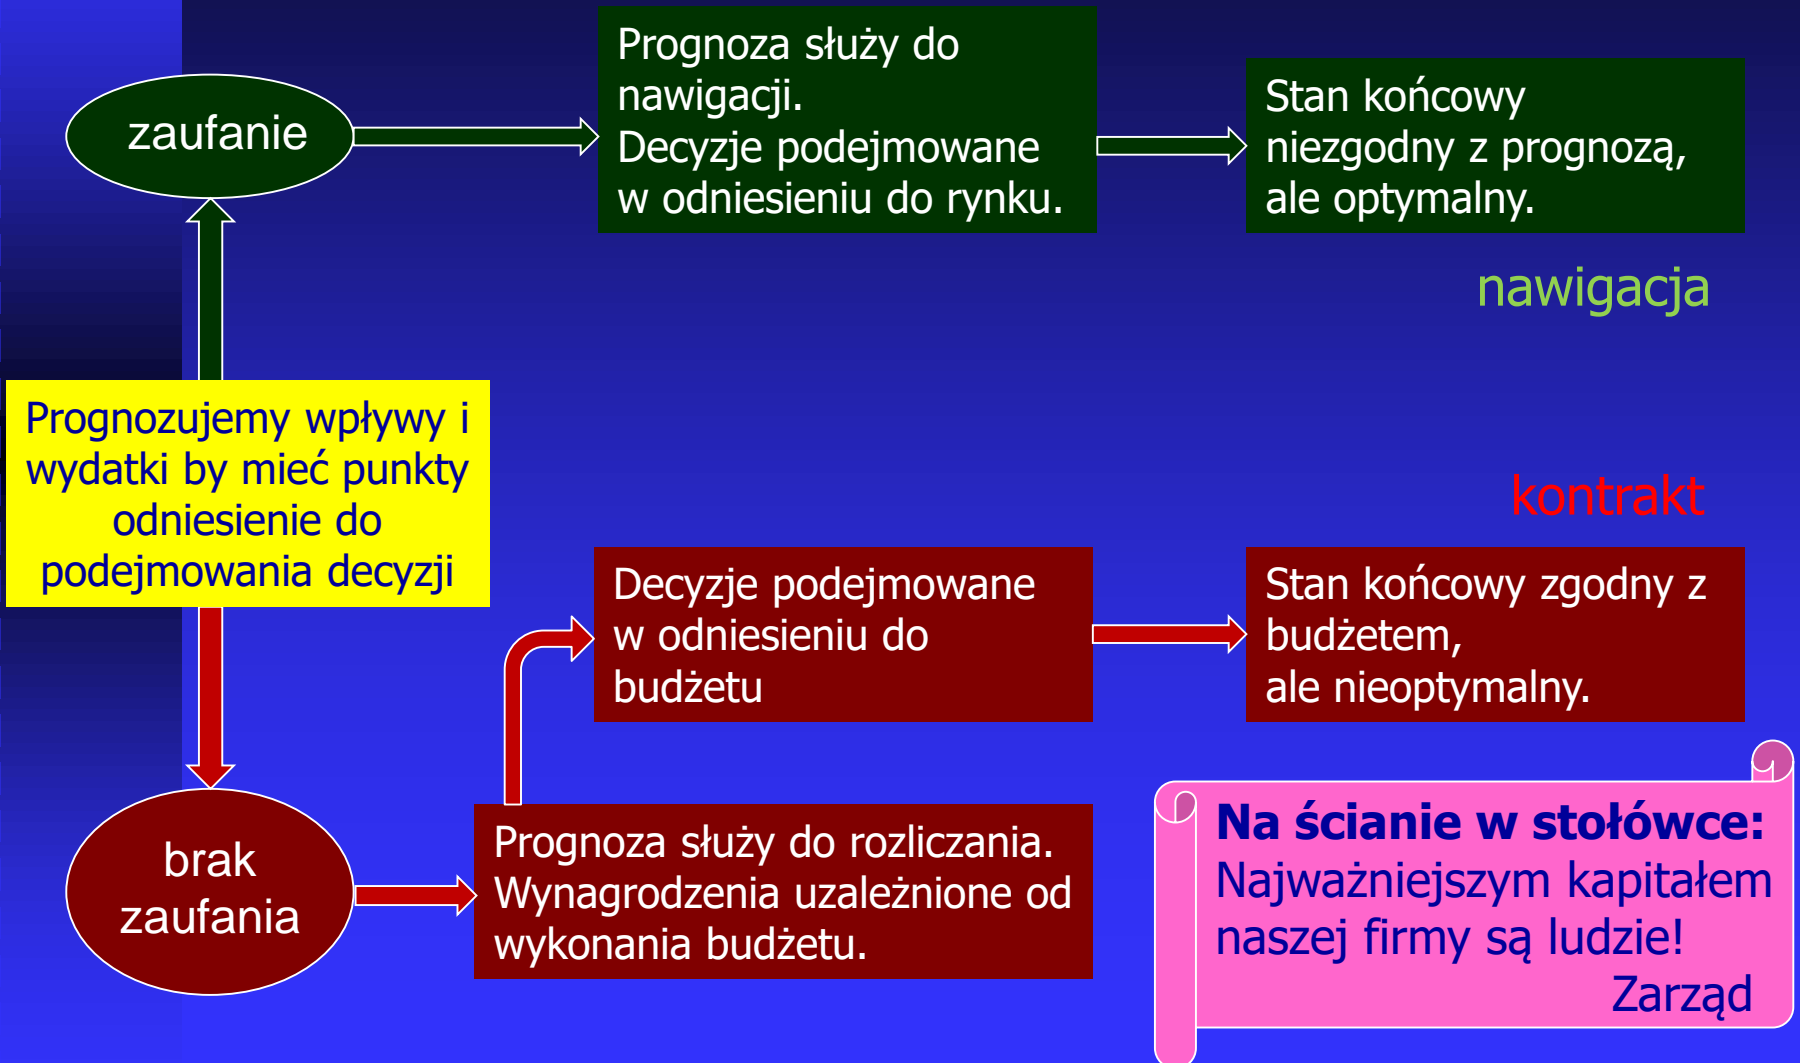 zaufanie
Prognoza służy do
nawigacji.
Decyzje podejmowane
w odniesieniu do rynku.
Stan końcowy
niezgodny z prognozą,
ale optymalny.
nawigacja
Prognozujemy wpływy i
wydatki by mieć punkty
odniesienie do
podejmowania decyzji
kontrakt
Decyzje podejmowane
w odniesieniu do
budżetu
Stan końcowy zgodny z
budżetem,
ale nieoptymalny.
brak
zaufania
Prognoza służy do rozliczania.
Wynagrodzenia uzależnione od
wykonania budżetu.
Na ścianie w stołówce:
Najważniejszym kapitałem
naszej firmy są ludzie!
Zarząd